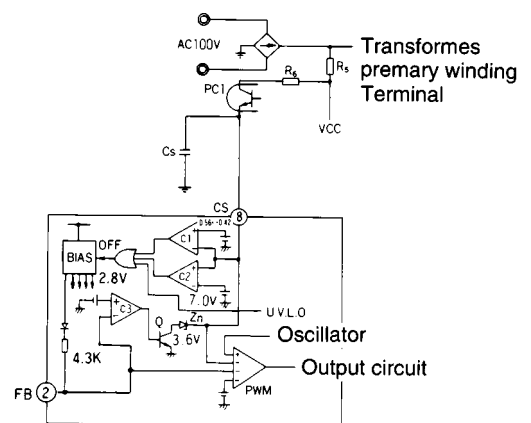 AC100V
Transformes
premary winding
Terminal
R5
R6
PC1
VCC
Cs
CS
8
0.56/0.42
OFF
BIAS
C1
C2
2.8V
7.0V
U.V.L.O
C3
Q
Zn
3.6V
Oscillator
4.3K
Output circuit
FB
2
PWM